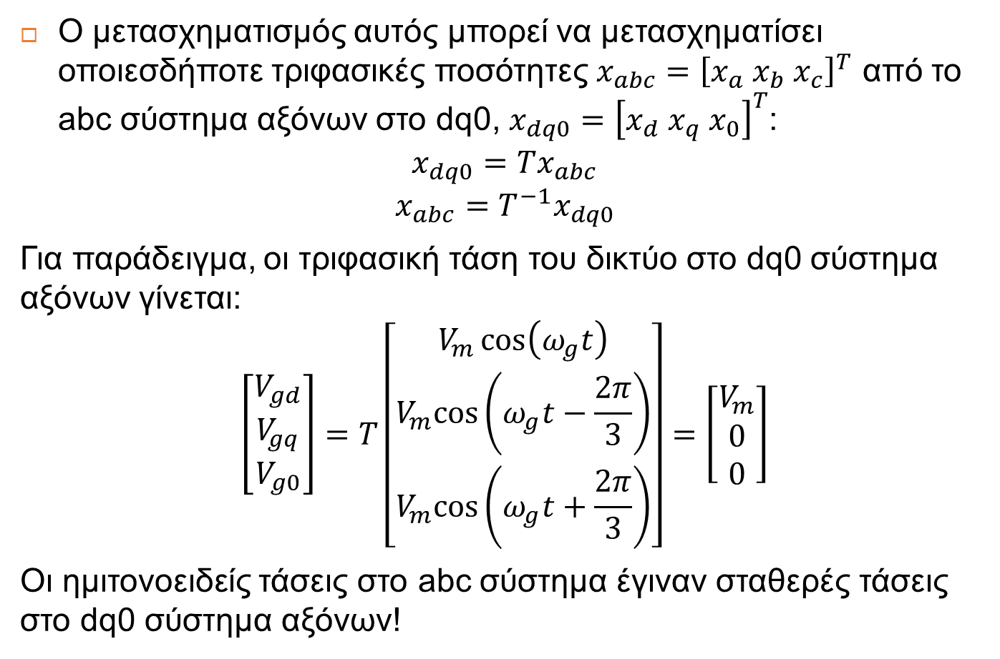 □ Ο μετασχηματισμός αυτός μπορεί να μετασχηματίσει
οποιεσδήποτε τριφασικές ποσότητες $x_{abc} = [x_a \; x_b \; x_c]^T$ από το
abc σύστημα αξόνων στο dq0, $x_{dq0} = [x_d \; x_q \; x_0]^T$:
$x_{dq0} = T x_{abc}$
$x_{abc} = T^{-1} x_{dq0}$
Για παράδειγμα, οι τριφασική τάση του δικτύο στο dq0 σύστημα
αξόνων γίνεται:
$\begin{bmatrix} V_{gd} \\ V_{gq} \\ V_{g0} \end{bmatrix} = T \begin{bmatrix} V_m \cos(\omega_g t) \\ V_m \cos\left(\omega_g t - \frac{2\pi}{3}\right) \\ V_m \cos\left(\omega_g t + \frac{2\pi}{3}\right) \end{bmatrix} = \begin{bmatrix} V_m \\ 0 \\ 0 \end{bmatrix}$
Οι ημιτονοειδείς τάσεις στο abc σύστημα έγιναν σταθερές τάσεις
στο dq0 σύστημα αξόνων!